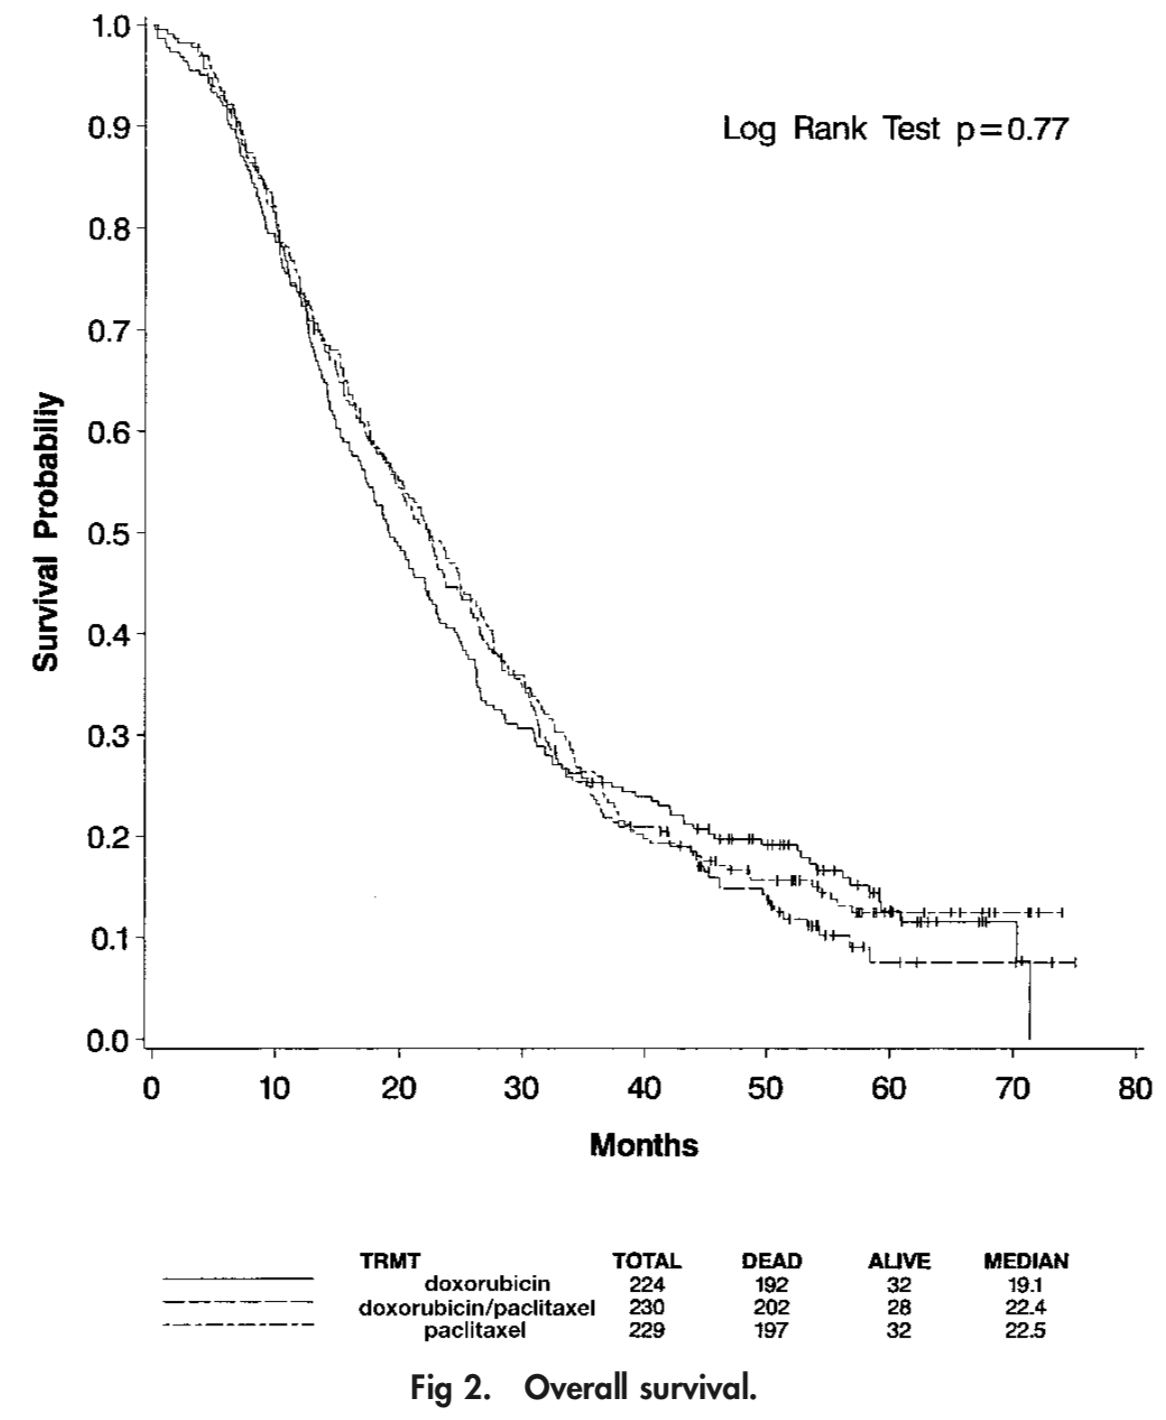 1.0
0.9
0.8
0.7
0.6
0.5
0.4
0.3
0.2
0.1
0.0
Survival Probabiliy
Log Rank Test p=0.77
0 10 20 30 40 50 60 70 80
Months
TRMT TOTAL DEAD ALIVE MEDIAN
doxorubicin 224 192 32 19.1
doxorubicin/paclitaxel 230 202 28 22.4
paclitaxel 229 197 32 22.5
Fig 2. Overall survival.